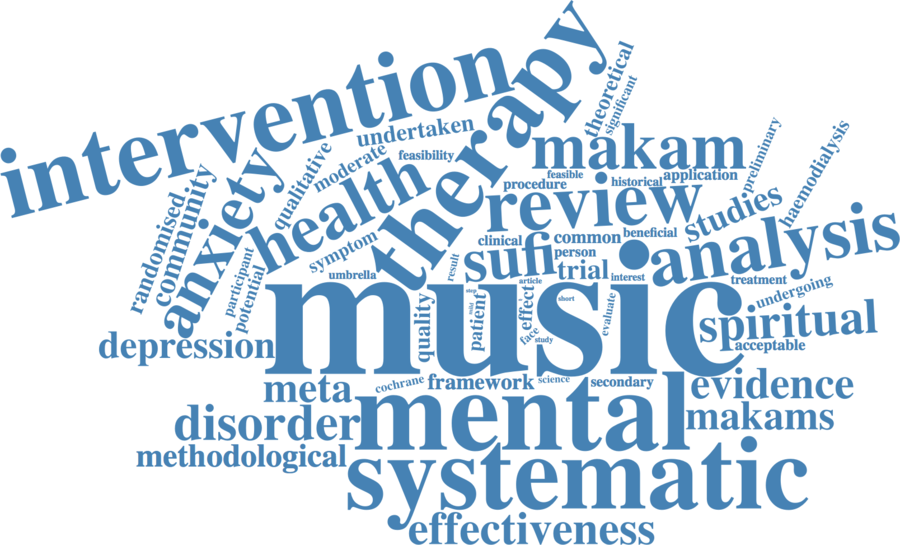 intervention
therapy
theoretical
significant
undertaken
qualitative
moderate
feasibility
makam
preliminary
haemodialysis
feasible
procedure
historical
application
randomised
community
anxiety
health
review
studies
symptom
clinical
common
beneficial
analysis
participant
potential
umbrella
result
sufi
person
trial
interest
treatment
article
undergoing
music
quality
step
patient
effect
short
evaluate
face
study
spiritual
acceptable
depression
meta
cochrane
framework
science
secondary
evidence
disorder
mental
makams
methodological
systematic
effectiveness